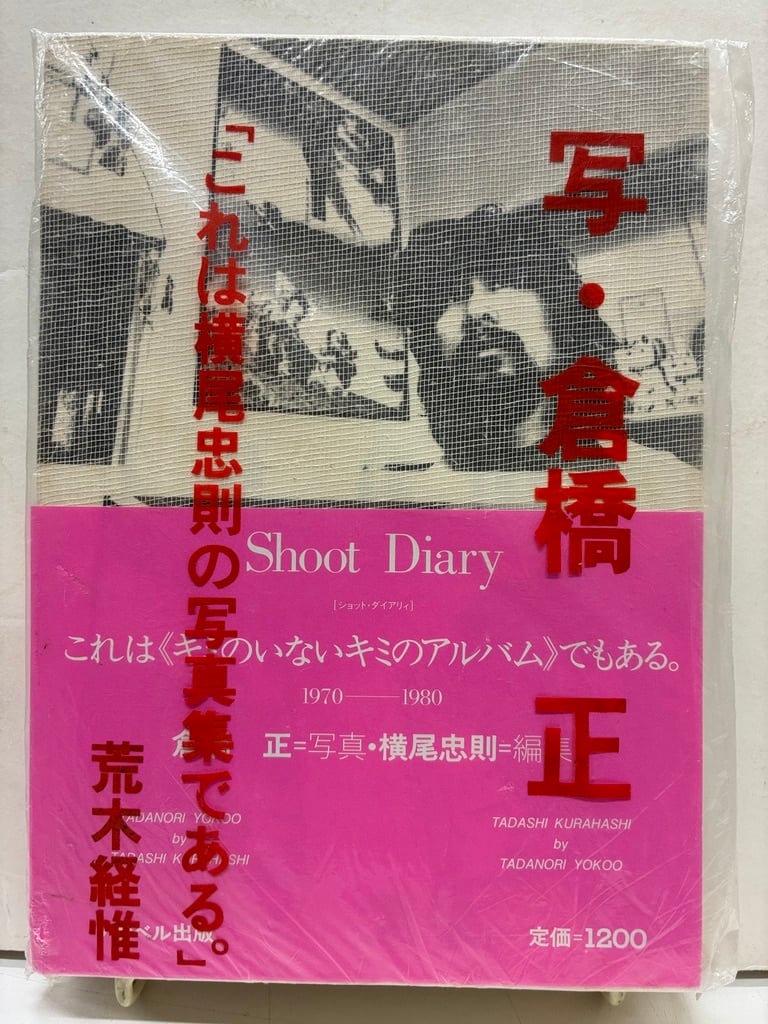 写・倉橋 正
「これは横尾忠則の写真集である。」
荒木経惟
Shoot Diary
[ショット・ダイアリィ]
これは《キミのいないキミのアルバム》でもある。
1970——1980
倉 正=写真・横尾忠則=編集
TADANORI YOKOO
by
TADASHI KURAHASHI
TADASHI KURAHASHI
by
TADANORI YOKOO
ベル出版
定価=1200